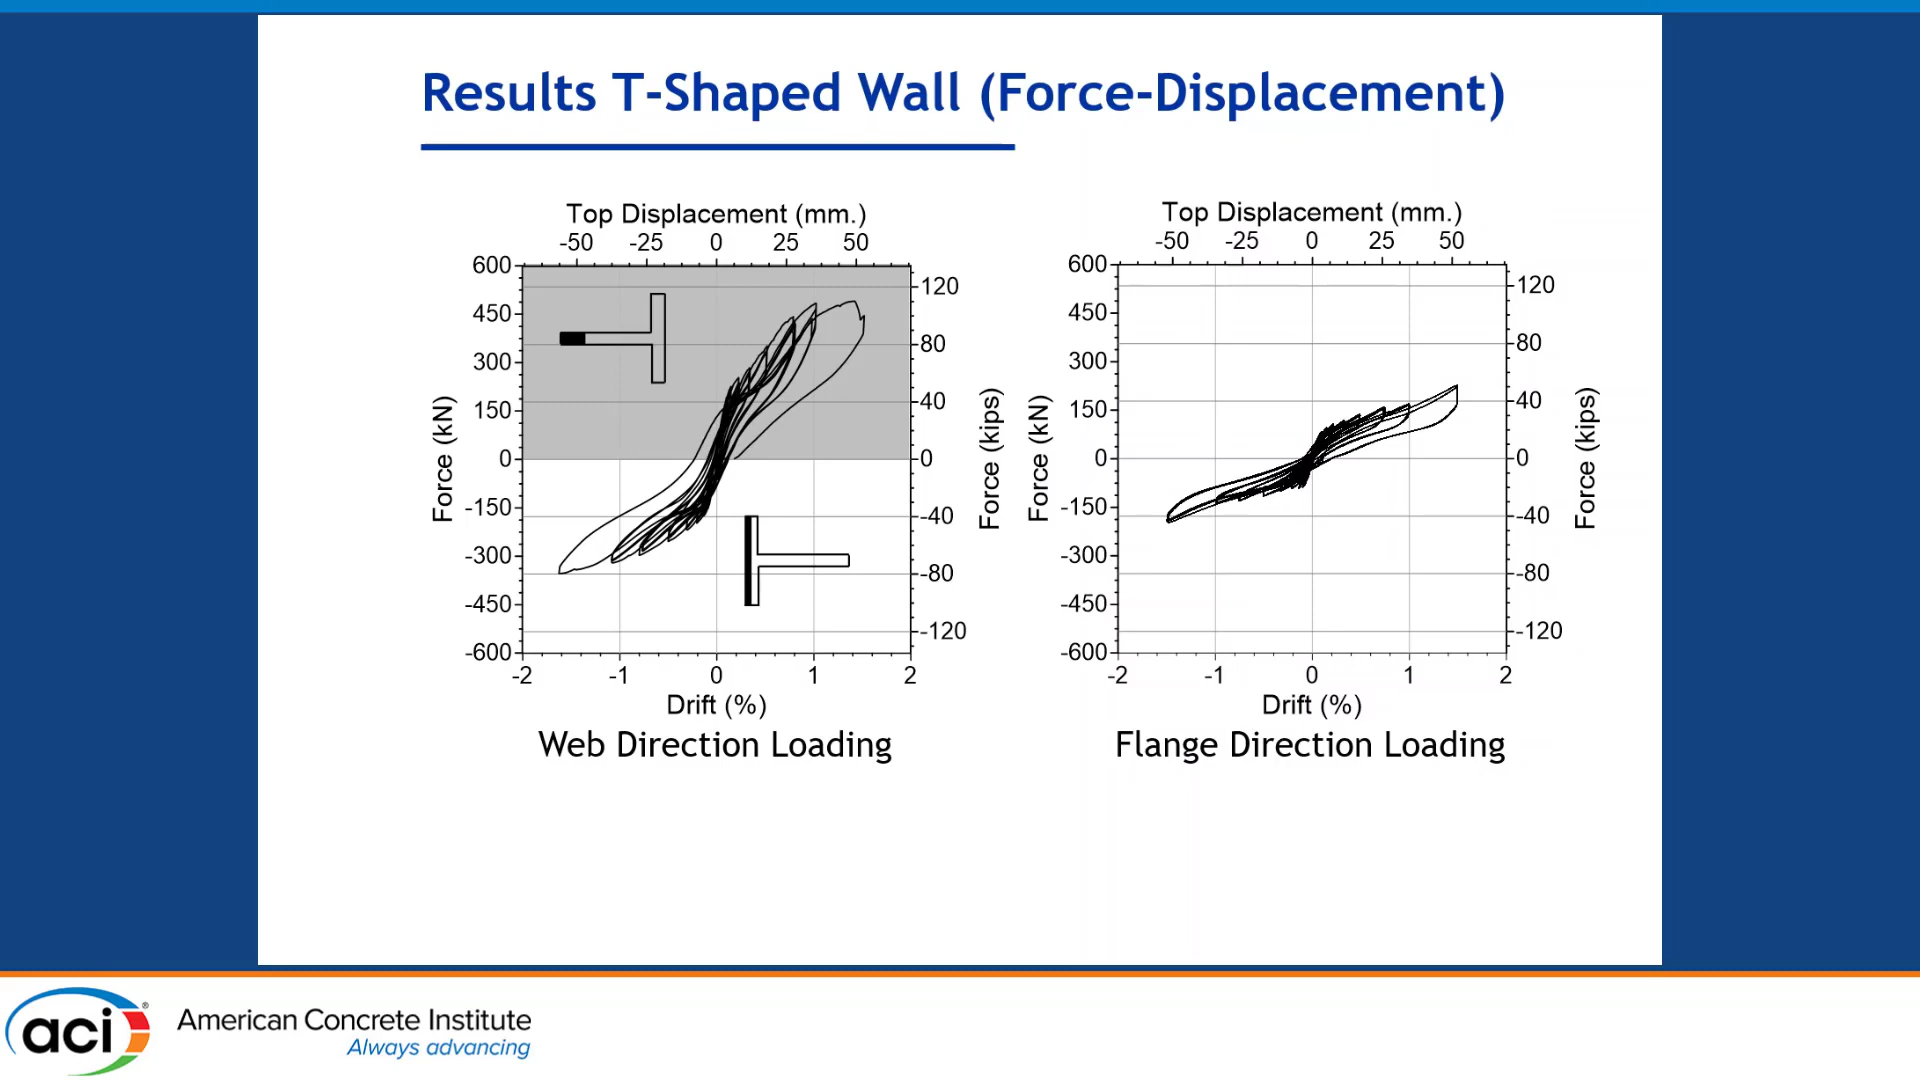 Results T-Shaped Wall (Force-Displacement)
Top Displacement (mm.)
-50 -25 0 25 50
600
450
300
150
0
-150
-300
-450
-600
Force (kN)
120
80
40
0
-40
-80
-120
Force (kips)
-2 -1 0 1 2
Drift (%)
Web Direction Loading
Top Displacement (mm.)
-50 -25 0 25 50
600
450
300
150
0
-150
-300
-450
-600
Force (kN)
120
80
40
0
-40
-80
-120
Force (kips)
-2 -1 0 1 2
Drift (%)
Flange Direction Loading
aci®
American Concrete Institute
Always advancing